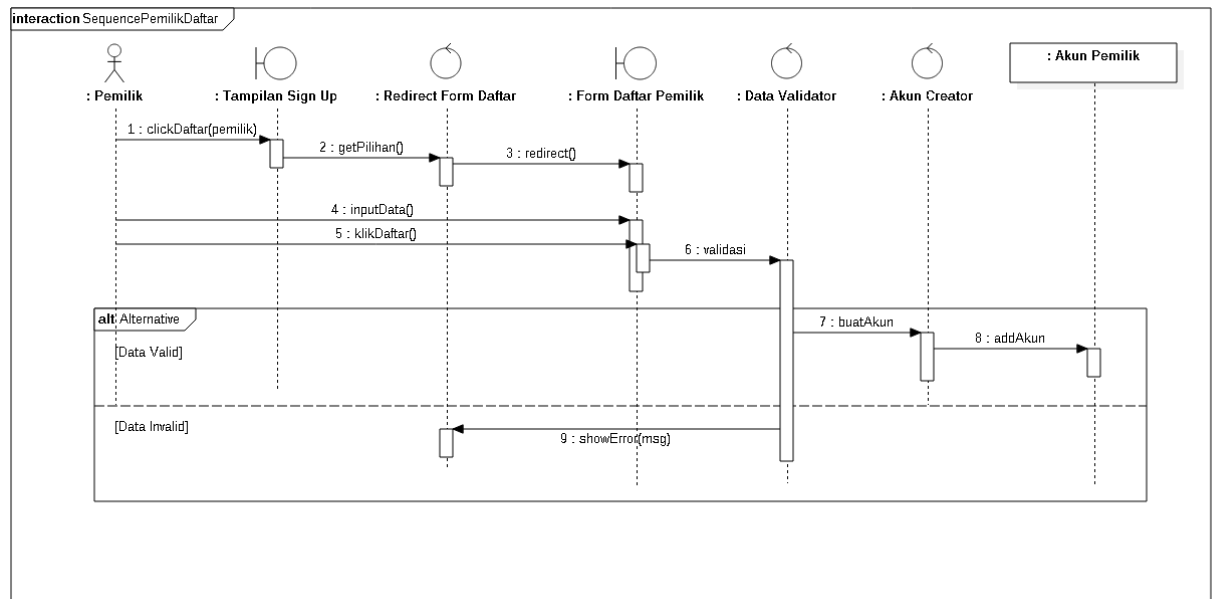 interaction SequencePemilikDaftar
: Pemilik
: Tampilan Sign Up
: Redirect Form Daftar
: Form Daftar Pemilik
: Data Validator
: Akun Creator
: Akun Pemilik
1 : clickDaftar(pemilik)
2 : getPilihan()
3 : redirect()
4 : inputData()
5 : klikDaftar()
6 : validasi
alt Alternative
[Data Valid]
7 : buatAkun
8 : addAkun
[Data Invalid]
9 : showError(msg)